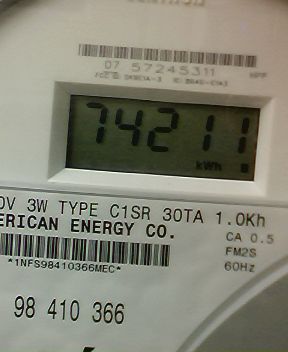 07 57245311
74211
kWh
0V 3W TYPE C1SR 30TA 1.0Kh
ERICAN ENERGY CO.
CA 0.5
FM2S
60Hz
*1NFS98410366MEC*
98 410 366